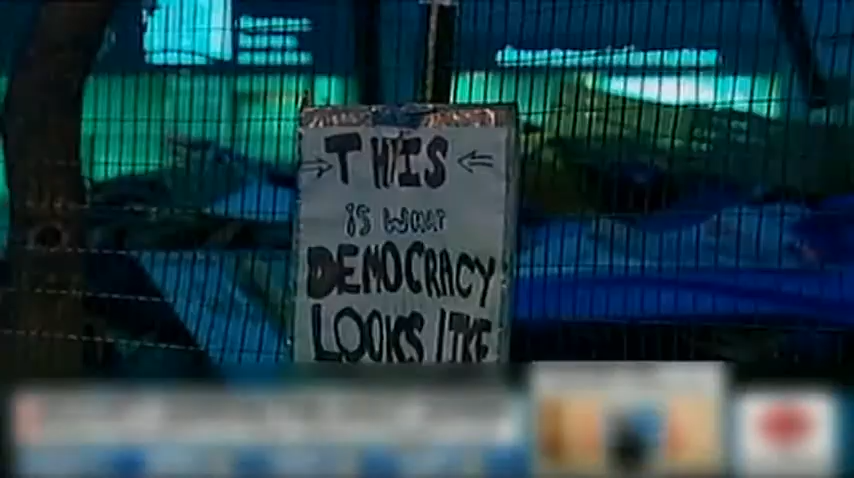 →THIS←
iS WHAT
DEMOCRACY
LOOKS LIKE